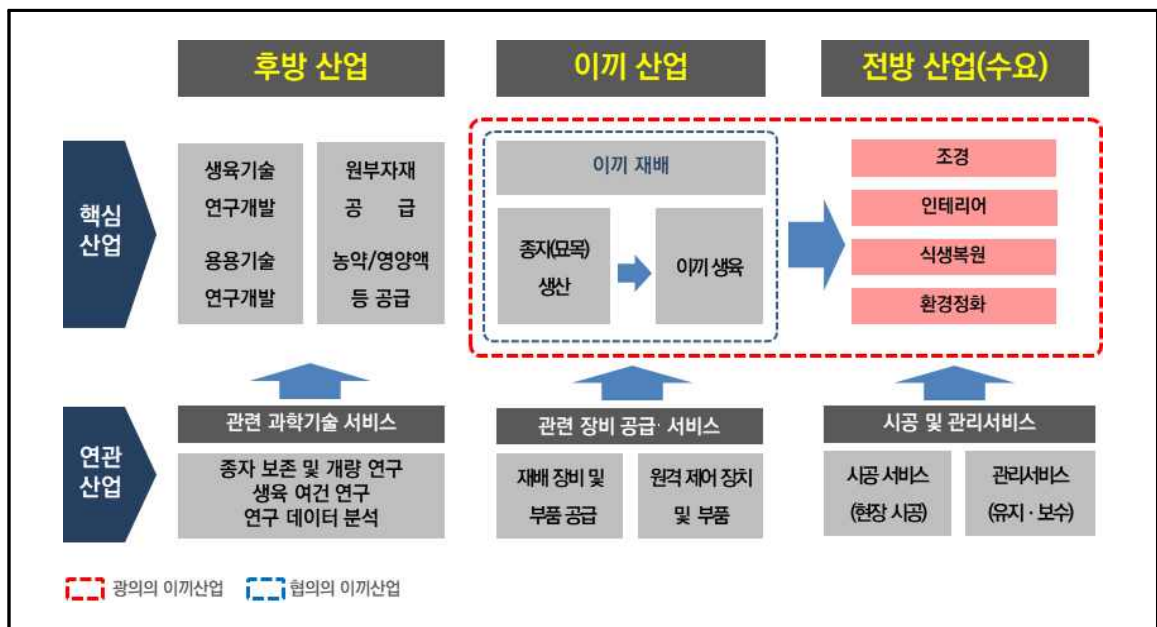 후방 산업
이끼 산업
전방 산업(수요)
핵심
산업
생육기술
연구개발
용용기술
연구개발
원부자재
공 급
농약/영양액
등 공급
이끼 재배
종자(묘목)
생산
이끼 생육
조경
인테리어
식생복원
환경정화
연관
산업
관련 과학기술 서비스
종자 보존 및 개량 연구
생육 여건 연구
연구 데이터 분석
관련 장비 공급· 서비스
재배 장비 및
부품 공급
원격 제어 장치
및 부품
시공 및 관리서비스
시공 서비스
(현장 시공)
관리서비스
(유지 · 보수)
광의의 이끼산업
협의의 이끼산업